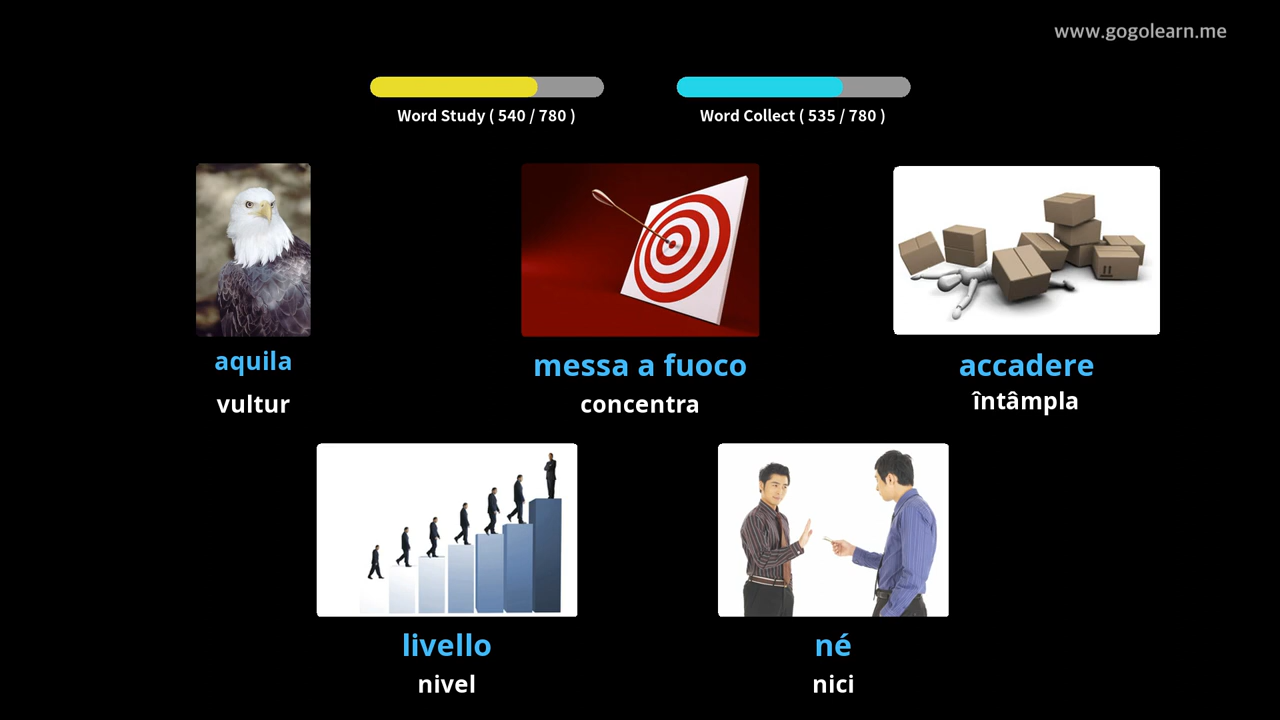 www.gogolearn.me
Word Study ( 540 / 780 )
Word Collect ( 535 / 780 )
aquila
vultur
messa a fuoco
concentra
accadere
întâmpla
livello
nivel
né
nici